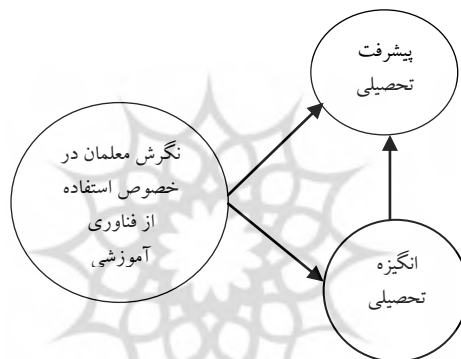 پیشرفت
تحصیلی
نگرش معلمان در
خصوص استفاده
از فناوری
آموزشی
انگیزه
تحصیلی